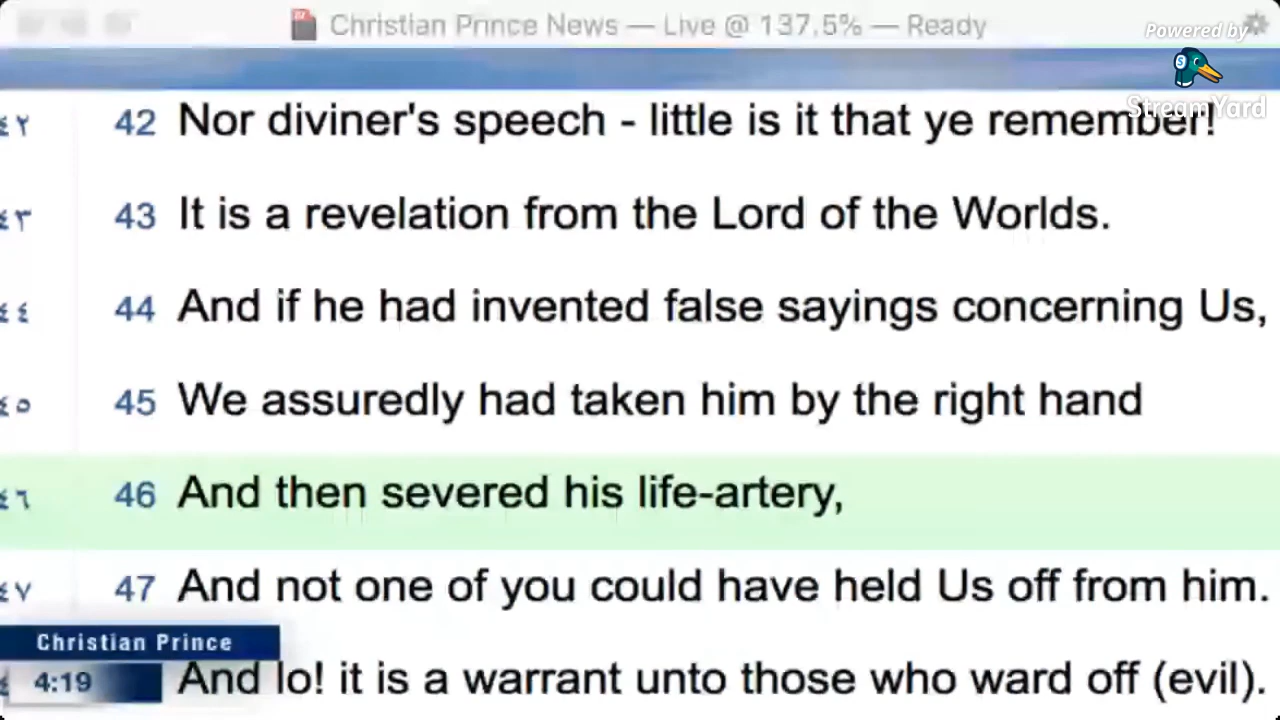 Christian Prince News — Live @ 137.5% — Ready
Powered by
StreamYard
٤٢ 42 Nor diviner's speech - little is it that ye remember!
٤٣ 43 It is a revelation from the Lord of the Worlds.
٤٤ 44 And if he had invented false sayings concerning Us,
٤٥ 45 We assuredly had taken him by the right hand
٤٦ 46 And then severed his life-artery,
٤٧ 47 And not one of you could have held Us off from him.
Christian Prince
4:19 And lo! it is a warrant unto those who ward off (evil).